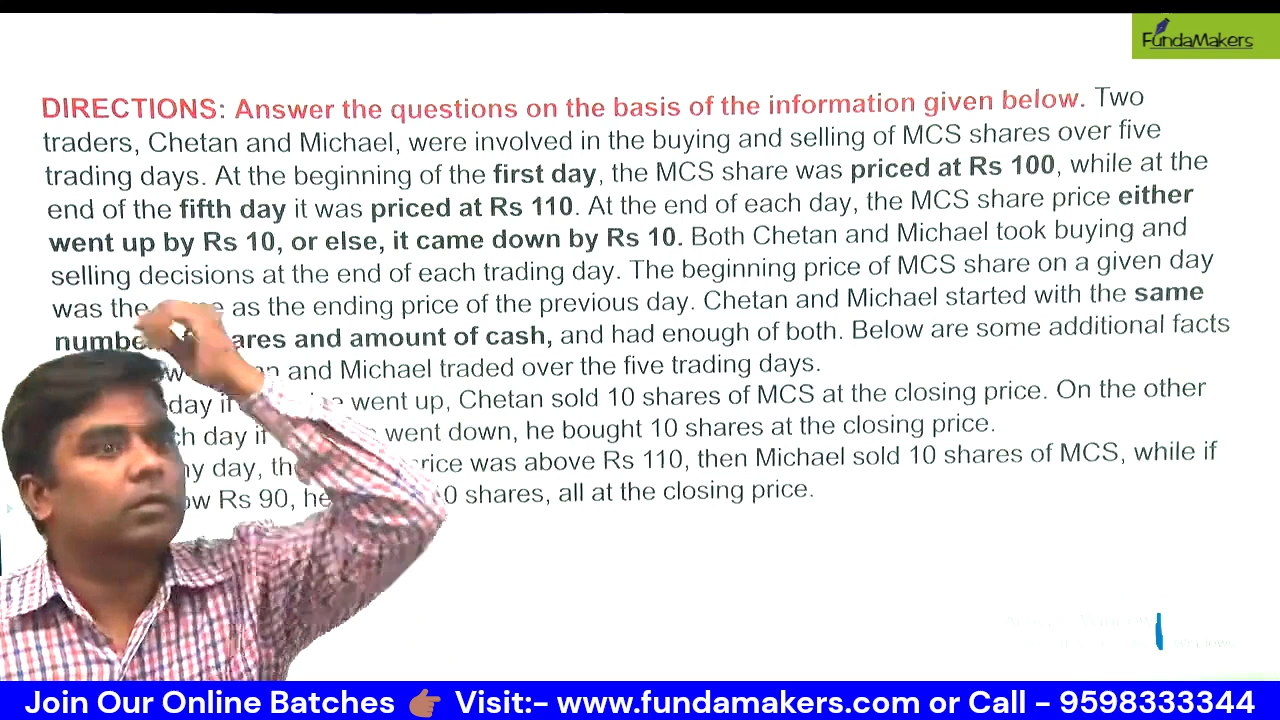 FundaMakers
DIRECTIONS: Answer the questions on the basis of the information given below. Two
traders, Chetan and Michael, were involved in the buying and selling of MCS shares over five
trading days. At the beginning of the first day, the MCS share was priced at Rs 100, while at the
end of the fifth day it was priced at Rs 110. At the end of each day, the MCS share price either
went up by Rs 10, or else, it came down by Rs 10. Both Chetan and Michael took buying and
selling decisions at the end of each trading day. The beginning price of MCS share on a given day
was the as the ending price of the previous day. Chetan and Michael started with the same
and amount of cash, and had enough of both. Below are some additional facts
and Michael traded over the five trading days.
day went up, Chetan sold 10 shares of MCS at the closing price. On the other
day went down, he bought 10 shares at the closing price.
day, was above Rs 110, then Michael sold 10 shares of MCS, while if
Rs 90, shares, all at the closing price.
Join Our Online Batches Visit:- www.fundamakers.com or Call - 9598333344